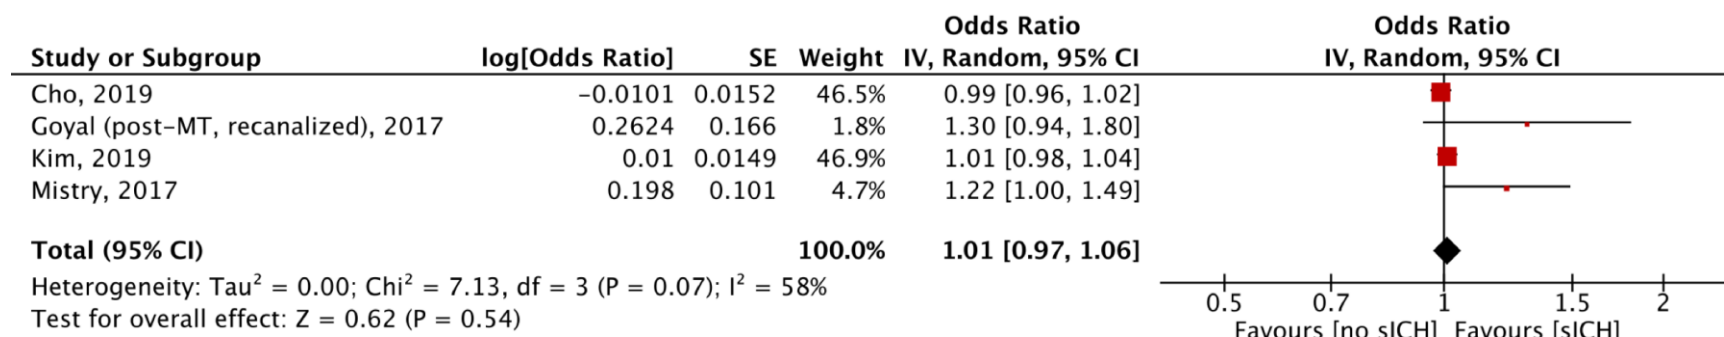 Odds Ratio Odds Ratio
Study or Subgroup log[Odds Ratio] SE Weight IV, Random, 95% CI IV, Random, 95% CI
Cho, 2019 −0.0101 0.0152 46.5% 0.99 [0.96, 1.02]
Goyal (post−MT, recanalized), 2017 0.2624 0.166 1.8% 1.30 [0.94, 1.80]
Kim, 2019 0.01 0.0149 46.9% 1.01 [0.98, 1.04]
Mistry, 2017 0.198 0.101 4.7% 1.22 [1.00, 1.49]
Total (95% CI) 100.0% 1.01 [0.97, 1.06]
Heterogeneity: Tau² = 0.00; Chi² = 7.13, df = 3 (P = 0.07); I² = 58%
Test for overall effect: Z = 0.62 (P = 0.54)
0.5 0.7 1 1.5 2
Favours [no sICH] Favours [sICH]